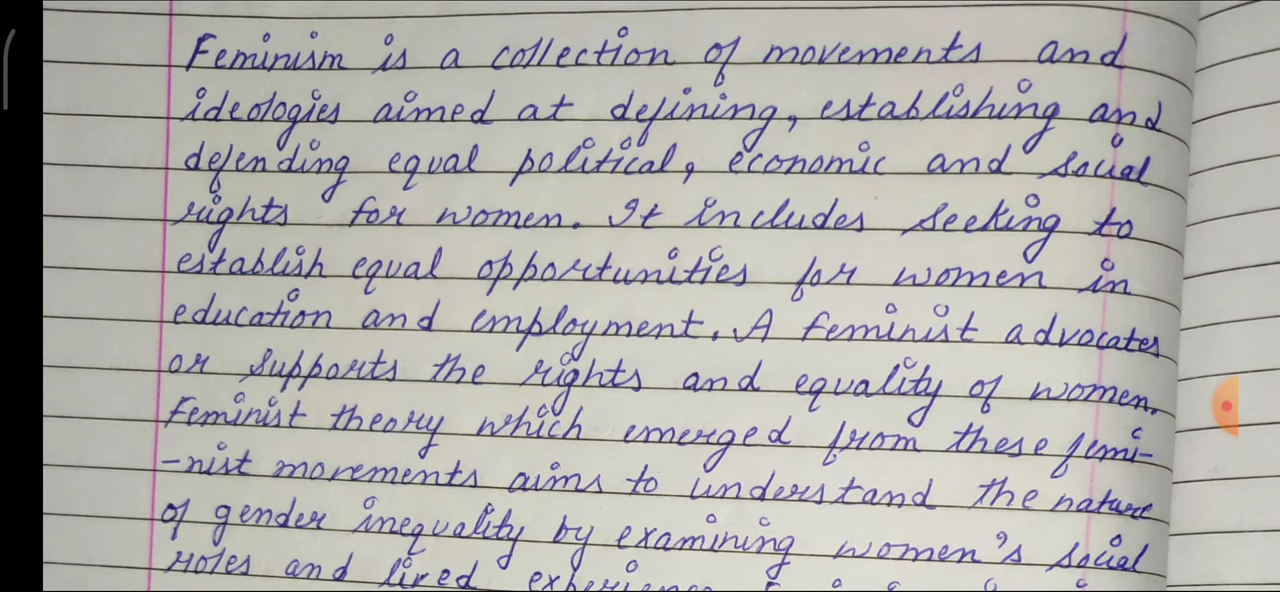 Feminism is a collection of movements and
ideologies aimed at defining, establishing and
defending equal political, economic and social
rights for women. It includes seeking to
establish equal opportunities for women in
education and employment. A feminist advocates
or supports the rights and equality of women.
Feminist theory which emerged from these femi-
-nist movements aims to understand the nature
of gender inequality by examining women's social
roles and lived